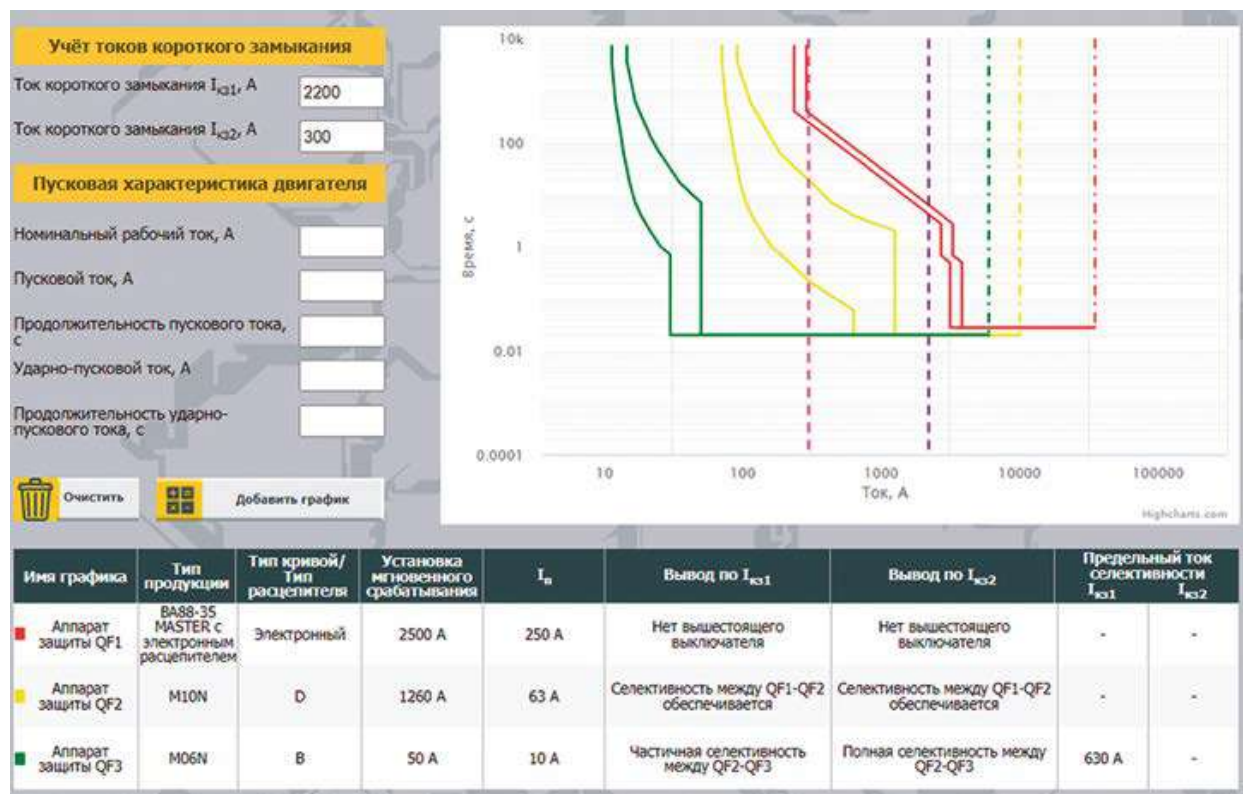 Учёт токов короткого замыкания
Ток короткого замыкания Iкз1, А
2200
Ток короткого замыкания Iкз2, А
300
Пусковая характеристика двигателя
Номинальный рабочий ток, А
Пусковой ток, А
Продолжительность пускового тока,
с
Ударно-пусковой ток, А
Продолжительность ударно-
пускового тока, с
Очистить
Добавить график
10k
100
1
0.01
0.0001
Время, с
10 100 1000 10000 100000
Ток, А
Highcharts.com
Имя графика
Тип
продукции
Тип кривой/
Тип
расцепителя
Установка
мгновенного
срабатывания
Iн
Вывод по Iкз1
Вывод по Iкз2
Предельный ток
селективности
Iкз1 Iкз2
Аппарат
защиты QF1
ВА88-35
MASTER с
электронным
расцепителем
Электронный
2500 А
250 А
Нет вышестоящего
выключателя
Нет вышестоящего
выключателя
-
-
Аппарат
защиты QF2
M10N
D
1260 А
63 А
Селективность между QF1-QF2
обеспечивается
Селективность между QF1-QF2
обеспечивается
-
-
Аппарат
защиты QF3
M06N
B
50 А
10 А
Частичная селективность
между QF2-QF3
Полная селективность между
QF2-QF3
630 А
-